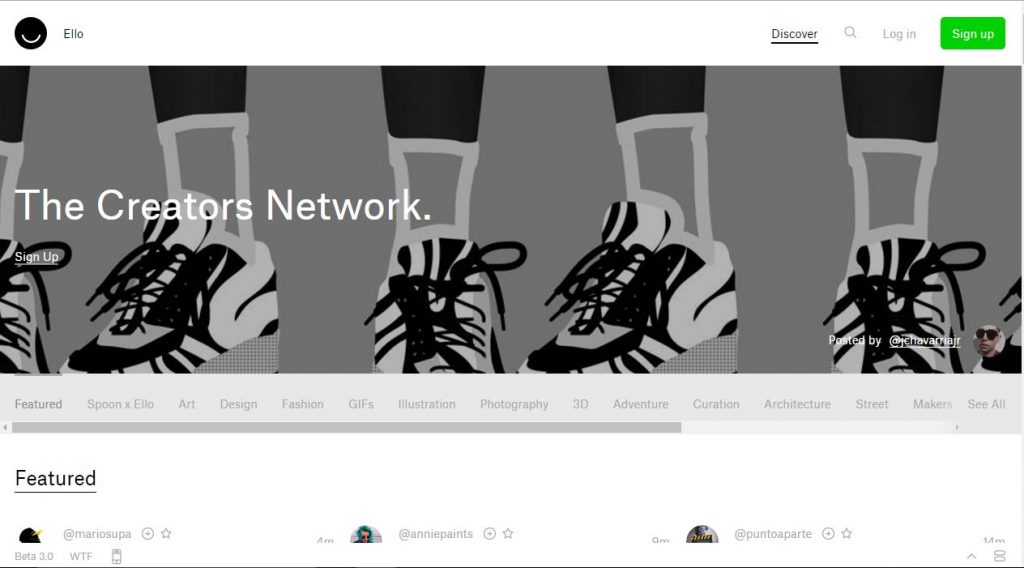 Ello
Discover
Log in
Sign up
The Creators Network.
Sign Up
Posted by @jchavarriajr
Featured Spoon x Ello Art Design Fashion GIFs Illustration Photography 3D Adventure Curation Architecture Street Makers See All
Featured
@mariosupa 4m @anniepaints 9m @puntoaparte 14m
Beta 3.0 WTF